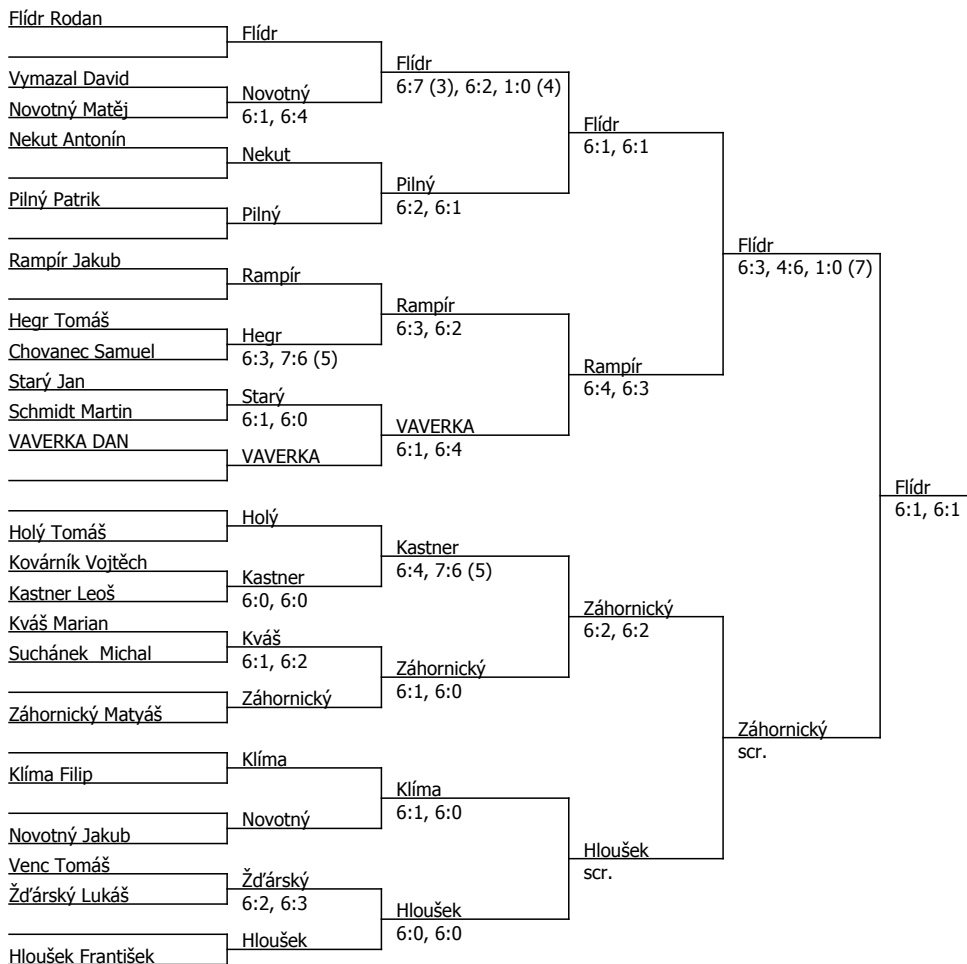 Flídr Rodan
Vymazal David
Novotný Matěj
Nekut Antonín
Pilný Patrik
Rampír Jakub
Hegr Tomáš
Chovanec Samuel
Starý Jan
Schmidt Martin
VAVERKA DAN
Holý Tomáš
Kovárník Vojtěch
Kastner Leoš
Kváš Marian
Suchánek  Michal
Záhornický Matyáš
Klíma Filip
Novotný Jakub
Venc Tomáš
Žďárský Lukáš
Hloušek František
Flídr
Novotný
6:1, 6:4
Nekut
Pilný
Rampír
Hegr
6:3, 7:6 (5)
Starý
6:1, 6:0
VAVERKA
Holý
Kastner
6:0, 6:0
Kváš
6:1, 6:2
Záhornický
Klíma
Novotný
Žďárský
6:2, 6:3
Hloušek
Flídr
6:7 (3), 6:2, 1:0 (4)
Pilný
6:2, 6:1
Rampír
6:3, 6:2
VAVERKA
6:1, 6:4
Kastner
6:4, 7:6 (5)
Záhornický
6:1, 6:0
Klíma
6:1, 6:0
Hloušek
6:0, 6:0
Flídr
6:1, 6:1
Rampír
6:4, 6:3
Záhornický
6:2, 6:2
Hloušek
scr.
Flídr
6:3, 4:6, 1:0 (7)
Záhornický
scr.
Flídr
6:1, 6:1